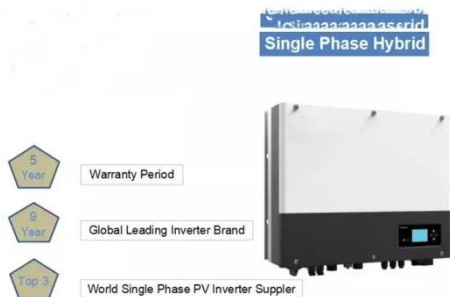 Single Phase Hybrid
5
Year
Warranty Period
9
Year
Global Leading Inverter Brand
Top 3
World Single Phase PV Inverter Suppler